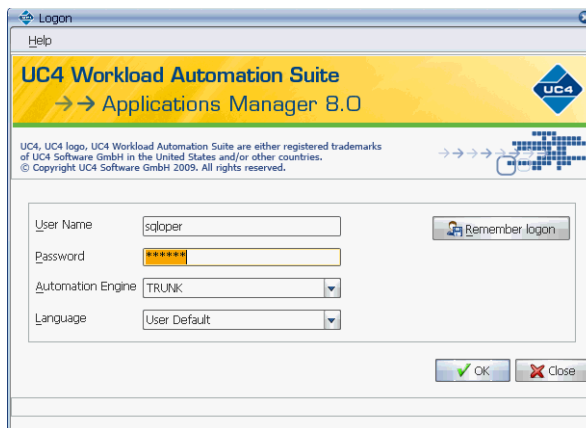 Logon
Help
UC4 Workload Automation Suite
→→ Applications Manager 8.0
UC4
UC4, UC4 logo, UC4 Workload Automation Suite are either registered trademarks
of UC4 Software GmbH in the United States and/or other countries.
© Copyright UC4 Software GmbH 2009. All rights reserved.
User Name sqloper
Remember logon
Password ******
Automation Engine TRUNK
Language User Default
OK Close